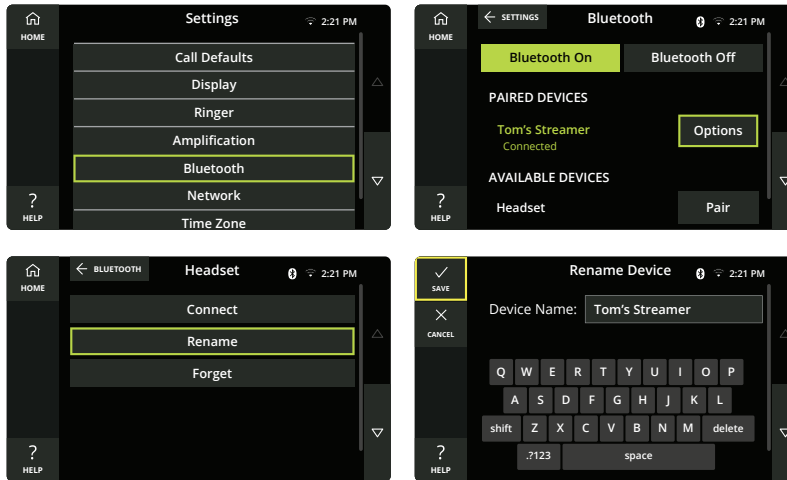 Settings
2:21 PM
HOME
Call Defaults
Display
Ringer
Amplification
Bluetooth
Network
Time Zone
?
HELP
SETTINGS
Bluetooth
2:21 PM
HOME
Bluetooth On
Bluetooth Off
PAIRED DEVICES
Tom's Streamer
Options
Connected
AVAILABLE DEVICES
Headset
Pair
?
HELP
BLUETOOTH
Headset
2:21 PM
HOME
Connect
Rename
Forget
?
HELP
SAVE
Rename Device
2:21 PM
CANCEL
Device Name: Tom's Streamer
Q W E R T Y U I O P
A S D F G H J K L
shift Z X C V B N M delete
.?123 space
?
HELP